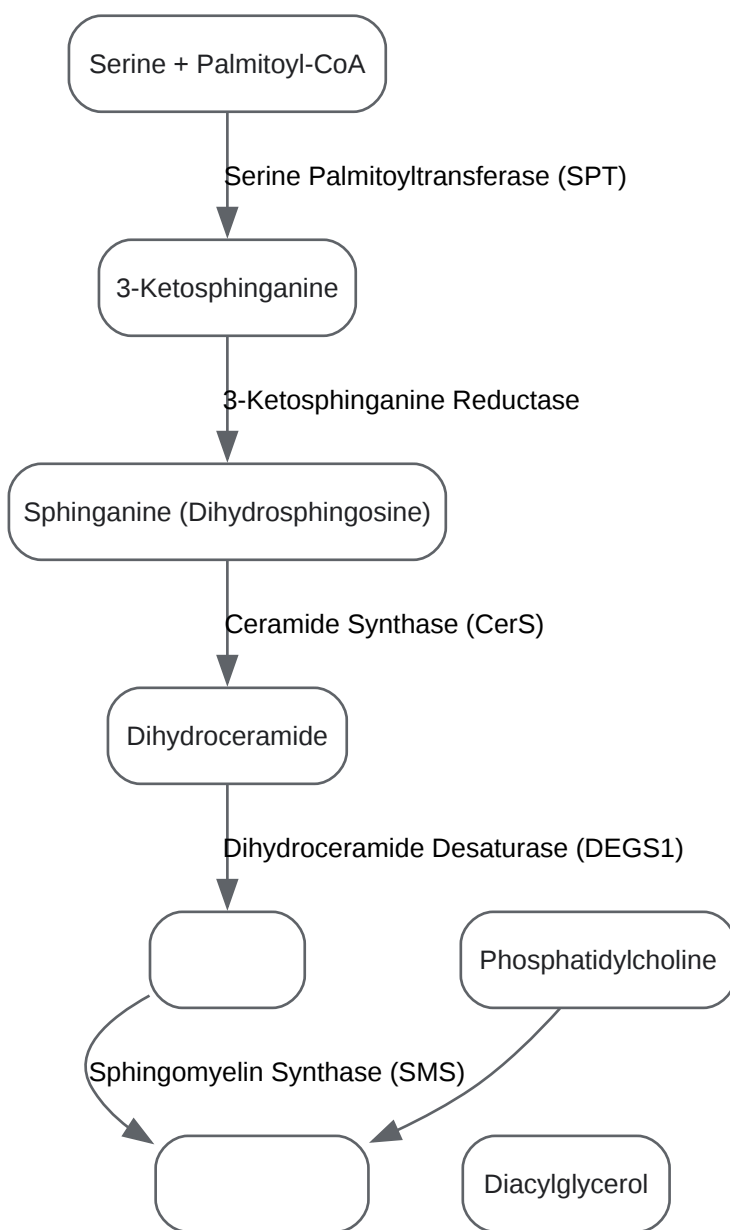 Serine + Palmitoyl-CoA
Serine Palmitoyltransferase (SPT)
3-Ketosphinganine
3-Ketosphinganine Reductase
Sphinganine (Dihydrosphingosine)
Ceramide Synthase (CerS)
Dihydroceramide
Dihydroceramide Desaturase (DEGS1)
Phosphatidylcholine
Sphingomyelin Synthase (SMS)
Diacylglycerol